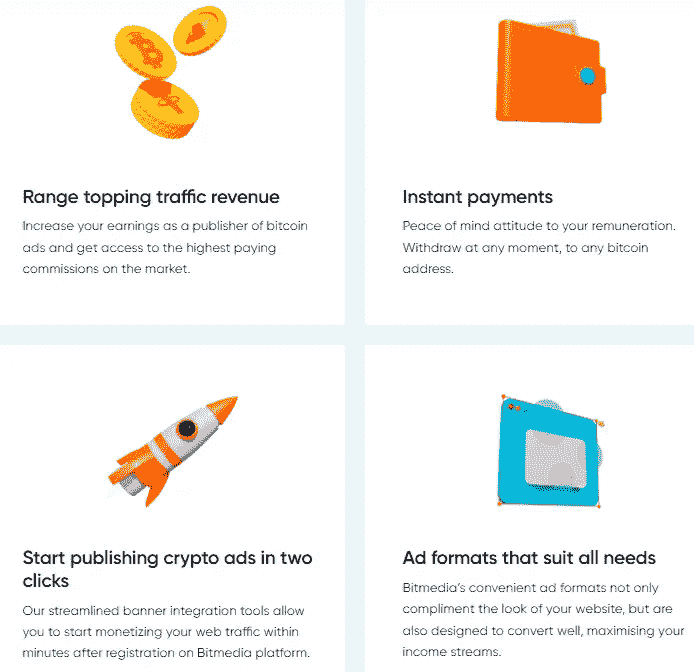 Range topping traffic revenue
Increase your earnings as a publisher of bitcoin
ads and get access to the highest paying
commissions on the market.
Instant payments
Peace of mind attitude to your remuneration.
Withdraw at any moment, to any bitcoin
address.
Start publishing crypto ads in two
clicks
Our streamlined banner integration tools allow
you to start monetizing your web traffic within
minutes after registration on Bitmedia platform.
Ad formats that suit all needs
Bitmedia's convenient ad formats not only
compliment the look of your website, but are
also designed to convert well, maximising your
income streams.